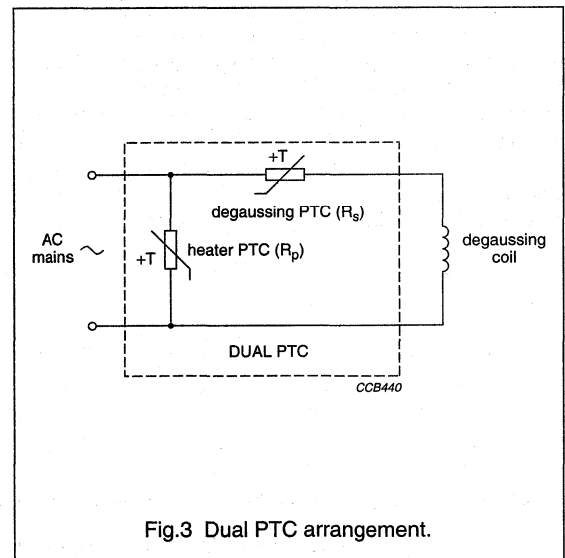 +T
degaussing PTC (Rs)
AC
mains
+T
heater PTC (Rp)
degaussing
coil
DUAL PTC
CCB440
Fig.3 Dual PTC arrangement.